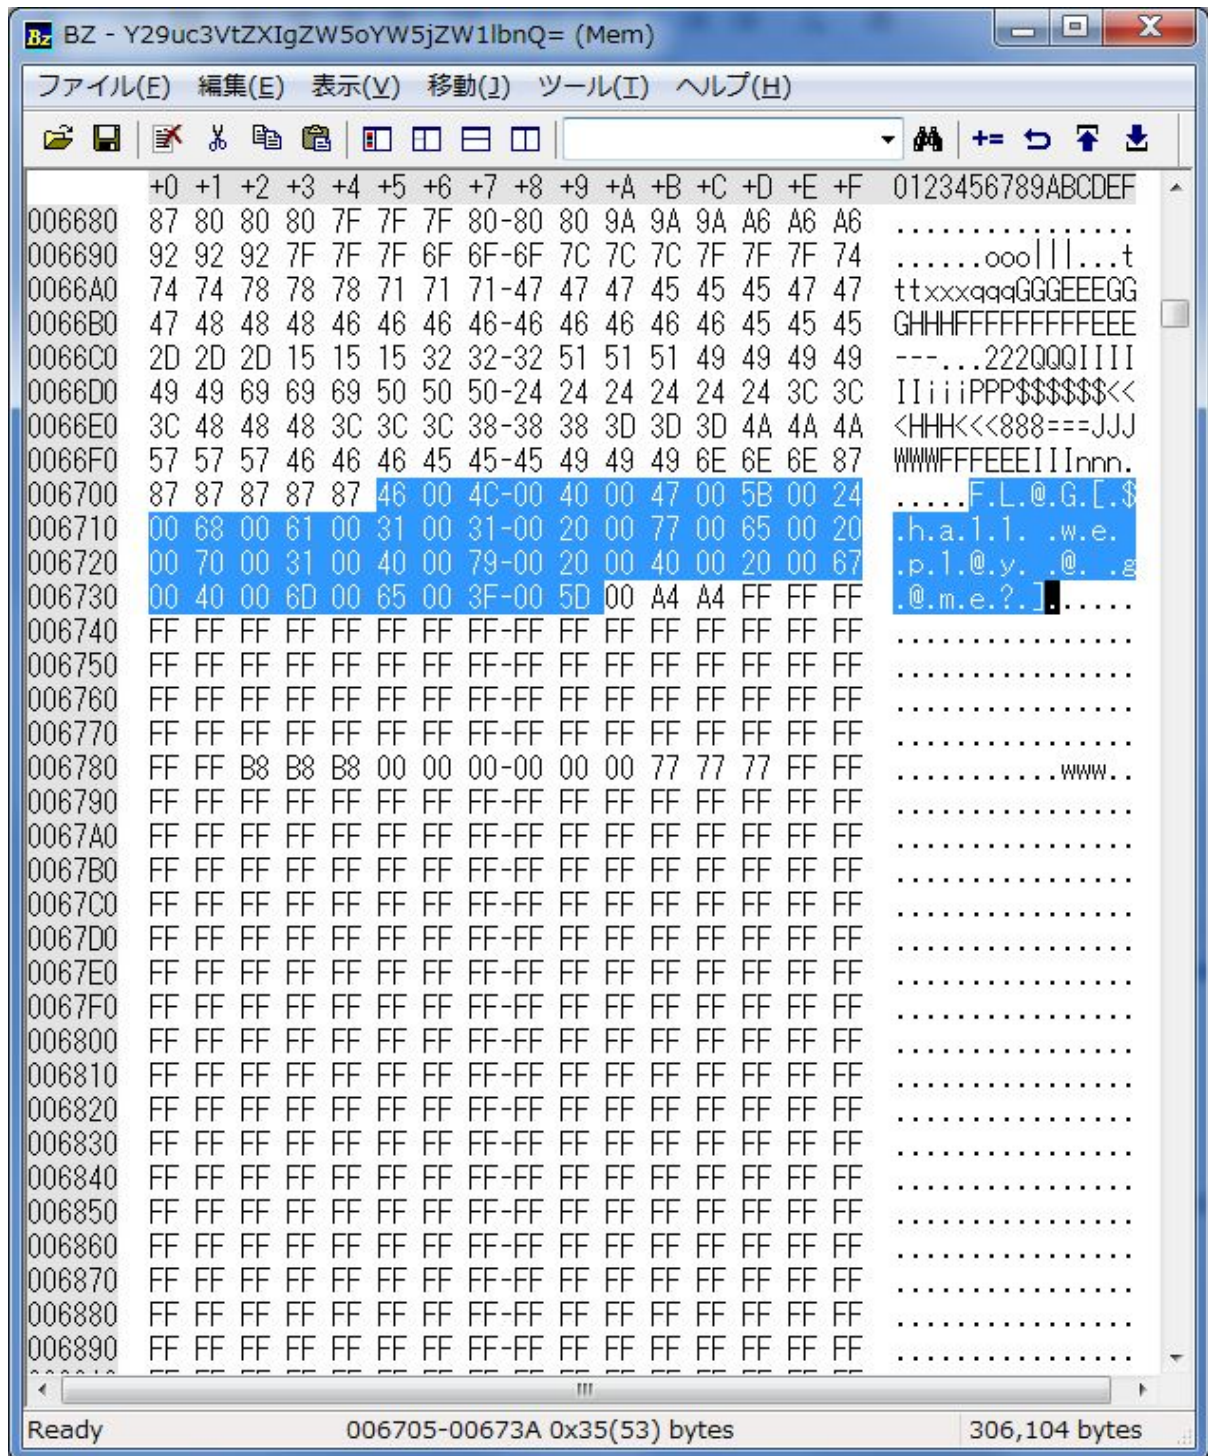 BZ - Y29uc3VtZXIgZW5oYW5jZW1lbnQ= (Mem)
ファイル(F) 編集(E) 表示(V) 移動(J) ツール(T) ヘルプ(H)
+0 +1 +2 +3 +4 +5 +6 +7 +8 +9 +A +B +C +D +E +F 0123456789ABCDEF
006680 87 80 80 80 7F 7F 7F 80-80 80 9A 9A 9A A6 A6 A6 ................
006690 92 92 92 7F 7F 7F 6F 6F-6F 7C 7C 7C 7F 7F 7F 74 ......ooo|||...t
0066A0 74 74 78 78 78 71 71 71-47 47 47 45 45 45 47 47 ttxxxqqqGGGEEEGG
0066B0 47 48 48 48 46 46 46 46-46 46 46 46 46 45 45 45 GHHHFFFFFFFFFEEE
0066C0 2D 2D 2D 15 15 15 32 32-32 51 51 51 49 49 49 49 ---...222QQQIIII
0066D0 49 49 69 69 69 50 50 50-24 24 24 24 24 24 3C 3C IIiiiPPP$$$$$$<<
0066E0 3C 48 48 48 3C 3C 3C 38-38 38 3D 3D 3D 4A 4A 4A <HHH<<<888===JJJ
0066F0 57 57 57 46 46 46 45 45-45 49 49 49 6E 6E 6E 87 WWWFFFEEEIIInnn.
006700 87 87 87 87 87 46 00 4C-00 40 00 47 00 5B 00 24 .....F.L.@.G.[.$
006710 00 68 00 61 00 31 00 31-00 20 00 77 00 65 00 20 .h.a.1.1. .w.e. 
006720 00 70 00 31 00 40 00 79-00 20 00 40 00 20 00 67 .p.1.@.y. .@. .g
006730 00 40 00 6D 00 65 00 3F-00 5D 00 A4 A4 FF FF FF .@.m.e.?.]......
006740 FF FF FF FF FF FF FF FF-FF FF FF FF FF FF FF FF ................
006750 FF FF FF FF FF FF FF FF-FF FF FF FF FF FF FF FF ................
006760 FF FF FF FF FF FF FF FF-FF FF FF FF FF FF FF FF ................
006770 FF FF FF FF FF FF FF FF-FF FF FF FF FF FF FF FF ................
006780 FF FF B8 B8 B8 00 00 00-00 00 00 77 77 77 FF FF ...........www..
006790 FF FF FF FF FF FF FF FF-FF FF FF FF FF FF FF FF ................
0067A0 FF FF FF FF FF FF FF FF-FF FF FF FF FF FF FF FF ................
0067B0 FF FF FF FF FF FF FF FF-FF FF FF FF FF FF FF FF ................
0067C0 FF FF FF FF FF FF FF FF-FF FF FF FF FF FF FF FF ................
0067D0 FF FF FF FF FF FF FF FF-FF FF FF FF FF FF FF FF ................
0067E0 FF FF FF FF FF FF FF FF-FF FF FF FF FF FF FF FF ................
0067F0 FF FF FF FF FF FF FF FF-FF FF FF FF FF FF FF FF ................
006800 FF FF FF FF FF FF FF FF-FF FF FF FF FF FF FF FF ................
006810 FF FF FF FF FF FF FF FF-FF FF FF FF FF FF FF FF ................
006820 FF FF FF FF FF FF FF FF-FF FF FF FF FF FF FF FF ................
006830 FF FF FF FF FF FF FF FF-FF FF FF FF FF FF FF FF ................
006840 FF FF FF FF FF FF FF FF-FF FF FF FF FF FF FF FF ................
006850 FF FF FF FF FF FF FF FF-FF FF FF FF FF FF FF FF ................
006860 FF FF FF FF FF FF FF FF-FF FF FF FF FF FF FF FF ................
006870 FF FF FF FF FF FF FF FF-FF FF FF FF FF FF FF FF ................
006880 FF FF FF FF FF FF FF FF-FF FF FF FF FF FF FF FF ................
006890 FF FF FF FF FF FF FF FF-FF FF FF FF FF FF FF FF ................
Ready 006705-00673A 0x35(53) bytes 306,104 bytes